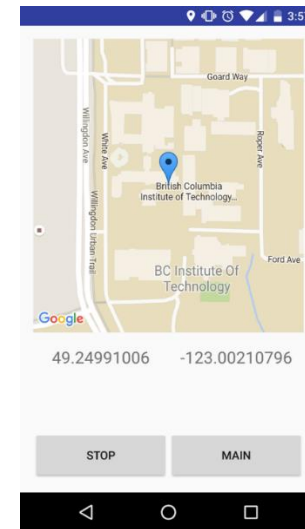 3:5
Goard Way
Willingdon Ave
White Ave
Roper Ave
British Columbia
Institute of Technology...
Willingdon Urban Trail
Ford Ave
BC Institute Of
Technology
Google
49.24991006 -123.00210796
STOP MAIN